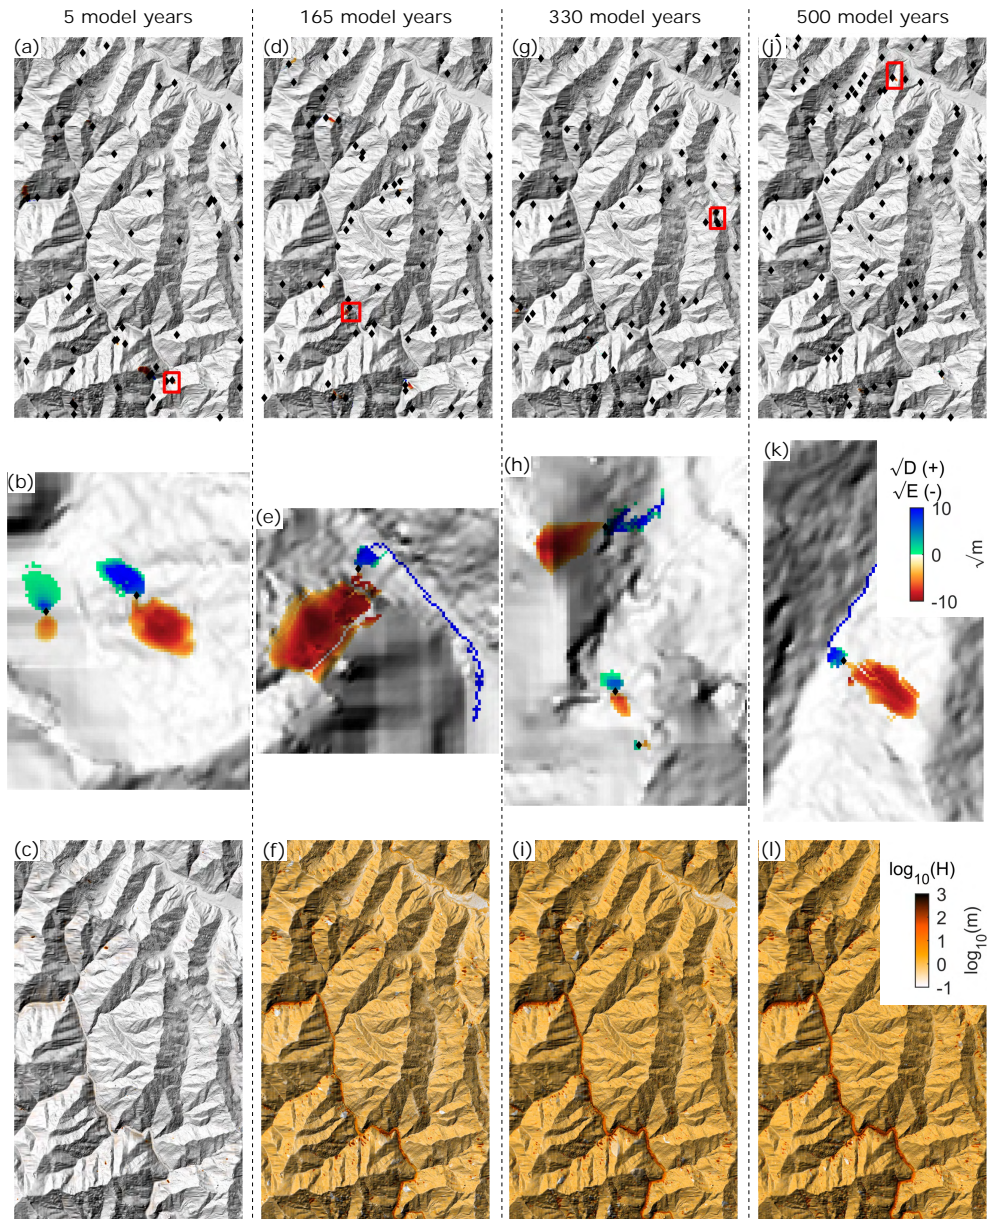 5 model years
165 model years
330 model years
500 model years
(a)
(d)
(g)
(j)
(b)
(e)
(h)
(k)
√D (+)
√E (-)
10
0
-10
√m
(c)
(f)
(i)
(l)
log10(H)
3
2
1
0
-1
log10(m)